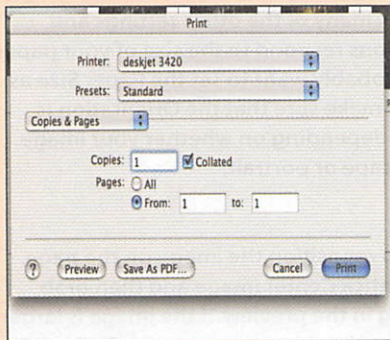 Print
Printer: deskjet 3420
Presets: Standard
Copies & Pages
Copies: 1 Collated
Pages: All
From: 1 to: 1
? Preview Save As PDF... Cancel Print